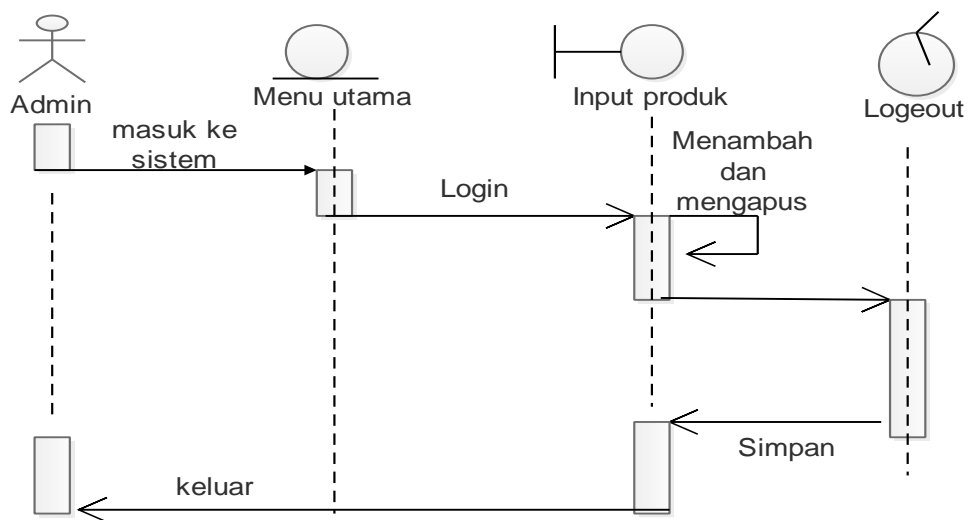 Admin
Menu utama
Input produk
Logeout
masuk ke
sistem
Menambah
dan
mengapus
Login
Simpan
keluar